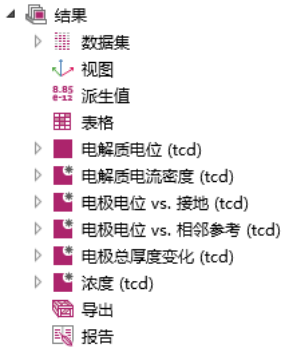 结果
数据集
视图
8.85
e-12 派生值
表格
电解质电位 (tcd)
电解质电流密度 (tcd)
电极电位 vs. 接地 (tcd)
电极电位 vs. 相邻参考 (tcd)
电极总厚度变化 (tcd)
浓度 (tcd)
导出
报告